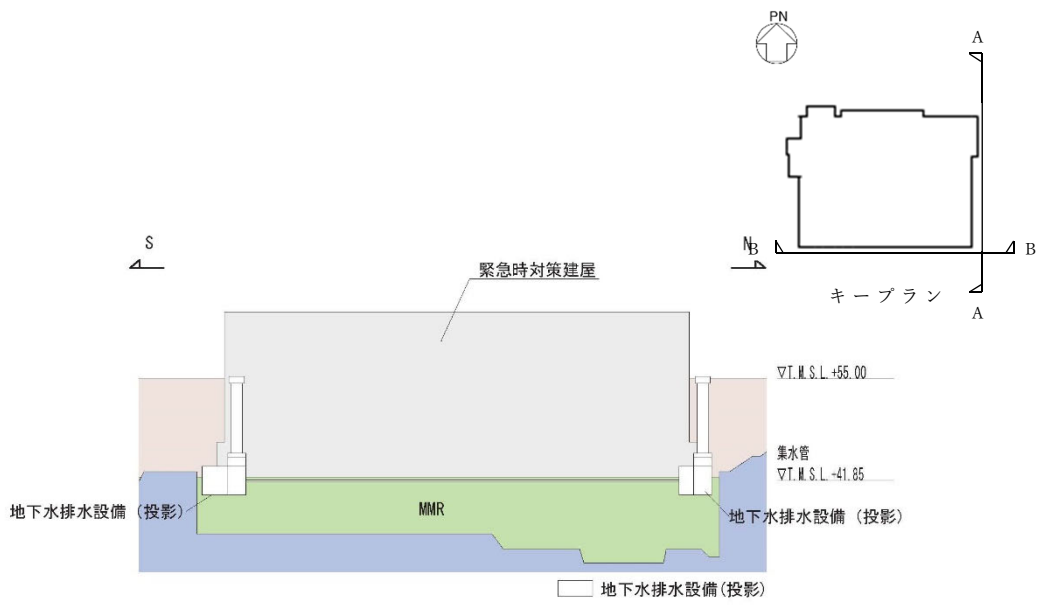 PN
A
S
N
B
B
緊急時対策建屋
キープラン
A
▽T.M.S.L.+55.00
集水管
▽T.M.S.L.+41.85
地下水排水設備（投影）
MMR
地下水排水設備（投影）
地下水排水設備(投影)